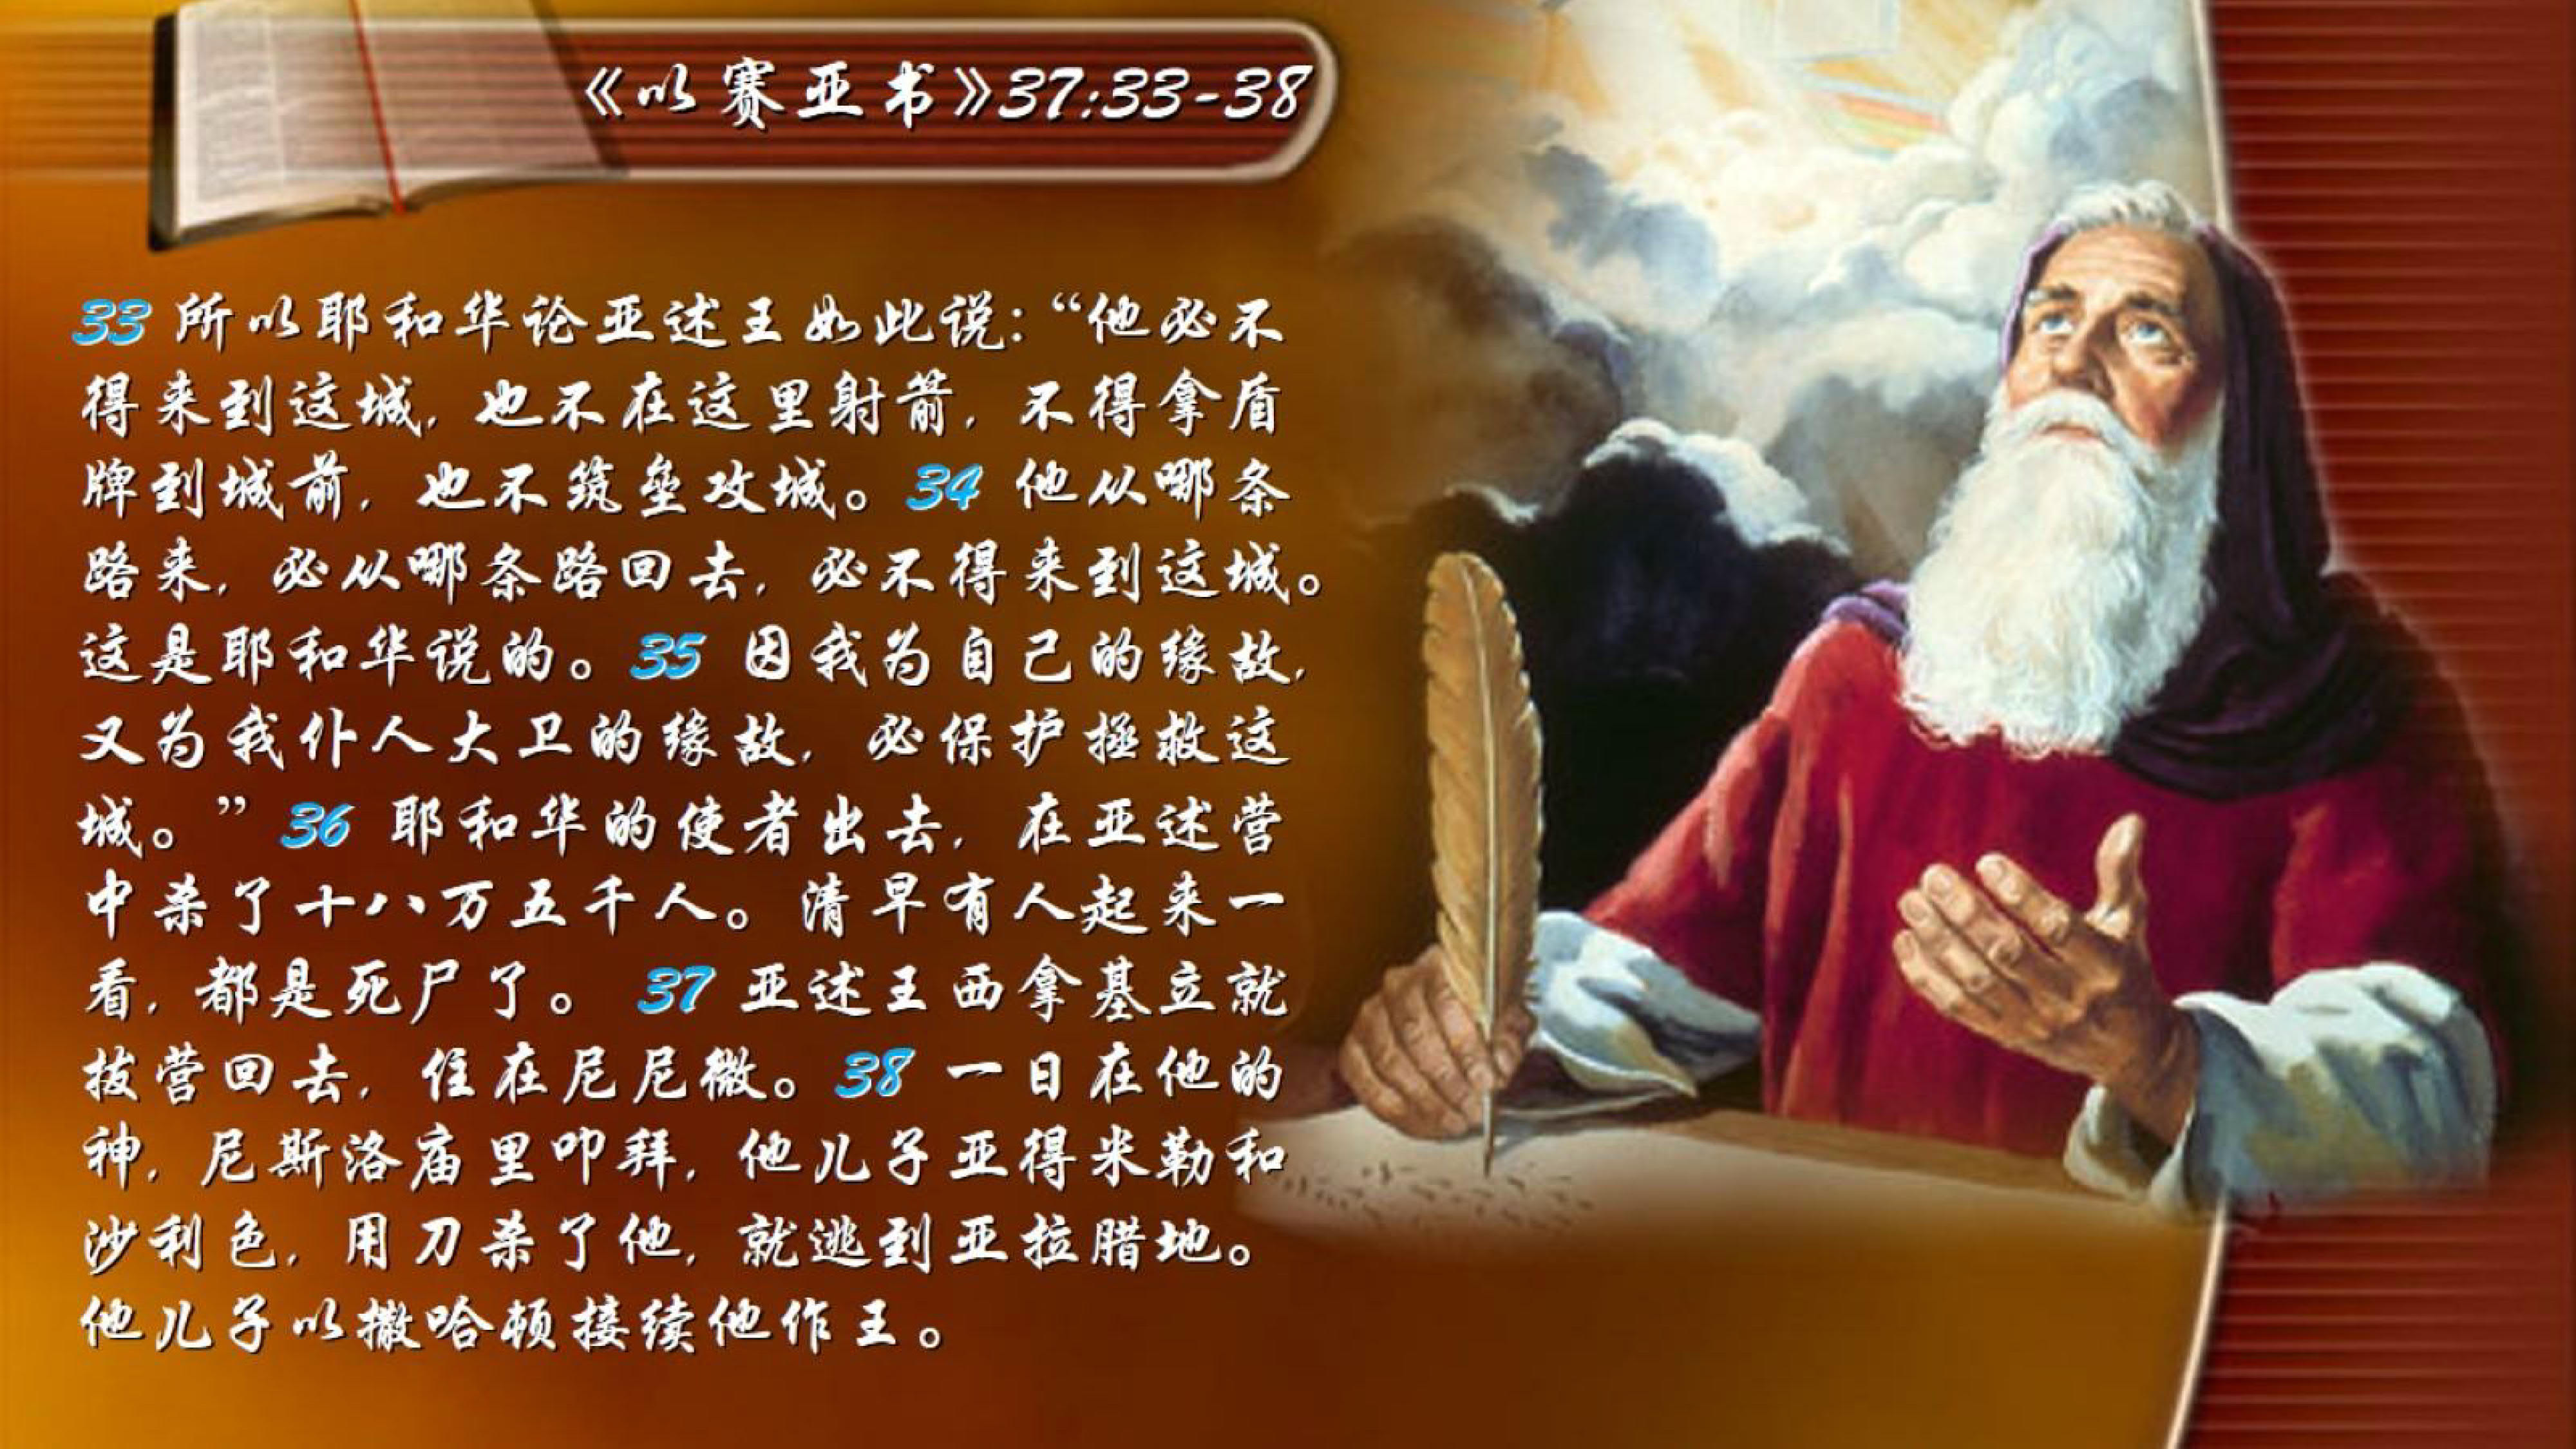 《以赛亚书》37:33-38
33 所以耶和华论亚述王如此说：“他必不
得来到这城，也不在这里射箭，不得拿盾
牌到城前，也不筑垒攻城。34 他从哪条
路来，必从哪条路回去，必不得来到这城。
这是耶和华说的。35 因我为自己的缘故，
又为我仆人大卫的缘故，必保护拯救这
城。”36 耶和华的使者出去，在亚述营
中杀了十八万五千人。清早有人起来一
看，都是死尸了。 37 亚述王西拿基立就
拔营回去，住在尼尼微。38 一日在他的
神，尼斯洛庙里叩拜，他儿子亚得米勒和
沙利色，用刀杀了他，就逃到亚拉腊地。
他儿子以撒哈顿接续他作王。